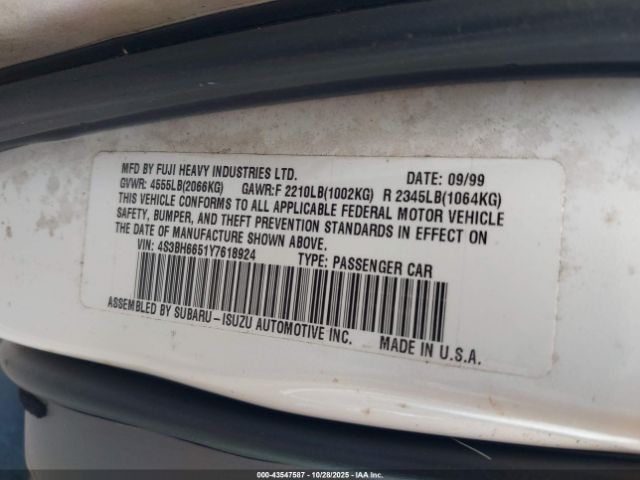 MFD BY FUJI HEAVY INDUSTRIES LTD. DATE: 09/99
GVWR: 4555LB(2066KG) GAWR:F 2210LB(1002KG) R 2345LB(1064KG)
THIS VEHICLE CONFORMS TO ALL APPLICABLE FEDERAL MOTOR VEHICLE
SAFETY, BUMPER, AND THEFT PREVENTION STANDARDS IN EFFECT ON
THE DATE OF MANUFACTURE SHOWN ABOVE.
VIN: 4S3BH6651Y7618924 TYPE: PASSENGER CAR
ASSEMBLED BY SUBARU-ISUZU AUTOMOTIVE INC. MADE IN U.S.A.
000-43547587 * 10/28/2025 * COPYRIGHT © IAA, Inc.